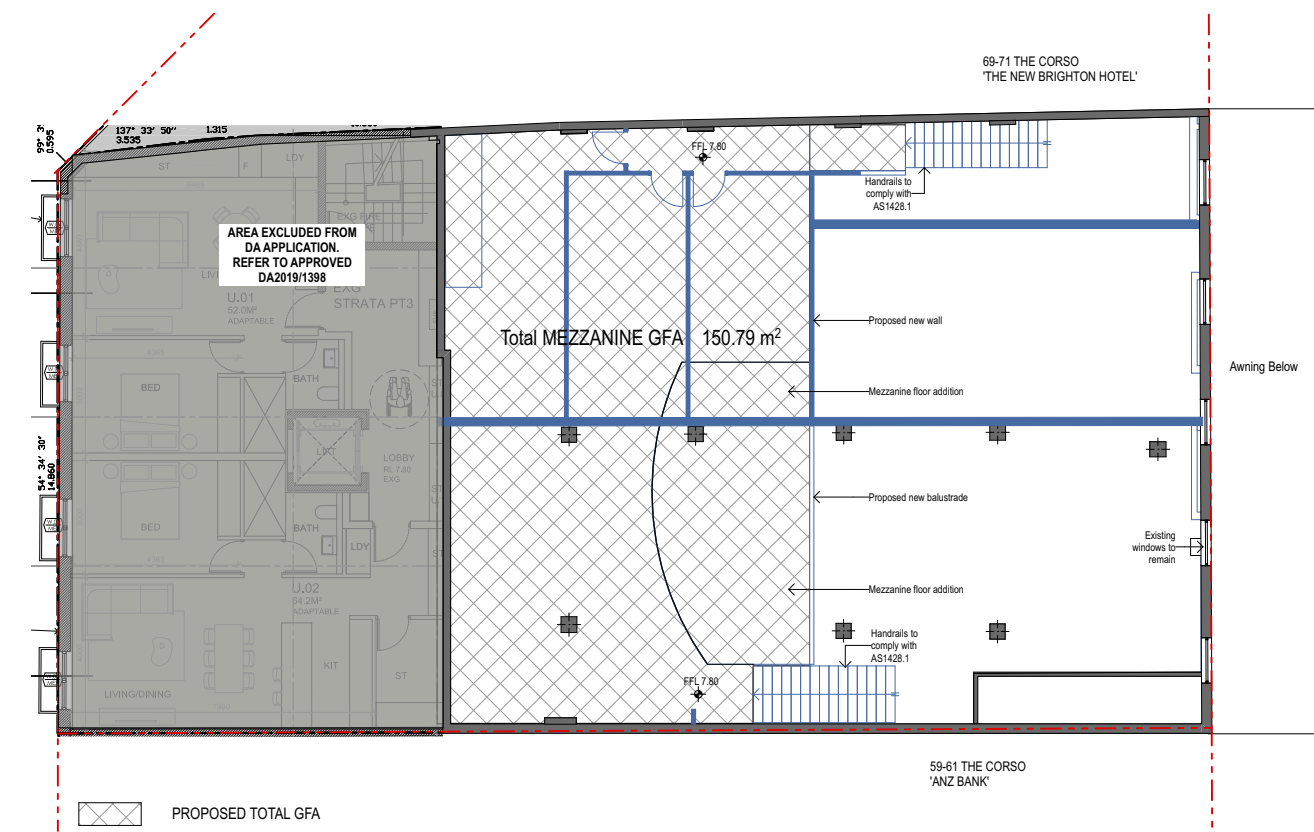 69-71 THE CORSO
'THE NEW BRIGHTON HOTEL'
99° 3'
0.595
137° 33' 50"
1.315
3.535
ST
F
LDY
FFL 7.80
Handrails to
comply with
AS1428.1
EXG FIRE
AREA EXCLUDED FROM
DA APPLICATION.
REFER TO APPROVED
DA2019/1398
LIV
EXG
STRATA PT3
U.01
52.0M²
ADAPTABLE
Proposed new wall
Total MEZZANINE GFA 150.79 m²
Awning Below
BATH
BED
ST
Mezzanine floor addition
LIFT
LOBBY
RL 7.80
EXG
54° 34' 30"
14.860
ST
Proposed new balustrade
BED
BATH
LDY
ST
Existing
windows to
remain
U.02
64.2M²
ADAPTABLE
Mezzanine floor addition
Handrails to
comply with
AS1428.1
KIT
ST
FFL 7.80
LIVING/DINING
59-61 THE CORSO
'ANZ BANK'
PROPOSED TOTAL GFA